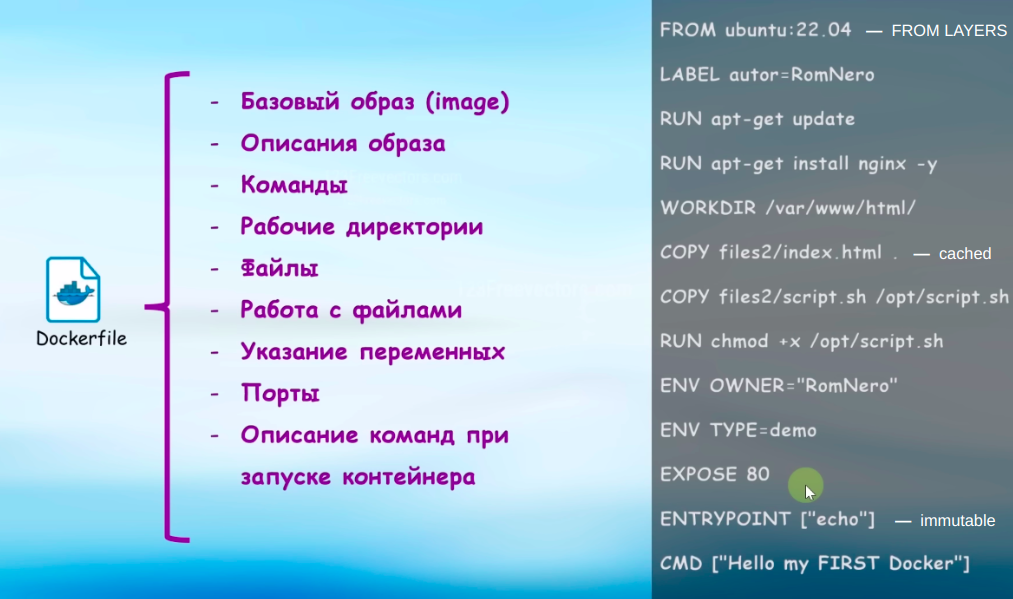 Dockerfile
- Базовый образ (image)
- Описания образа
- Команды
- Рабочие директории
- Файлы
- Работа с файлами
- Указание переменных
- Порты
- Описание команд при
запуске контейнера
FROM ubuntu:22.04 — FROM LAYERS
LABEL autor=RomNero
RUN apt-get update
RUN apt-get install nginx -y
WORKDIR /var/www/html/
COPY files2/index.html . — cached
COPY files2/script.sh /opt/script.sh
RUN chmod +x /opt/script.sh
ENV OWNER="RomNero"
ENV TYPE=demo
EXPOSE 80
ENTRYPOINT ["echo"] — immutable
CMD ["Hello my FIRST Docker"]